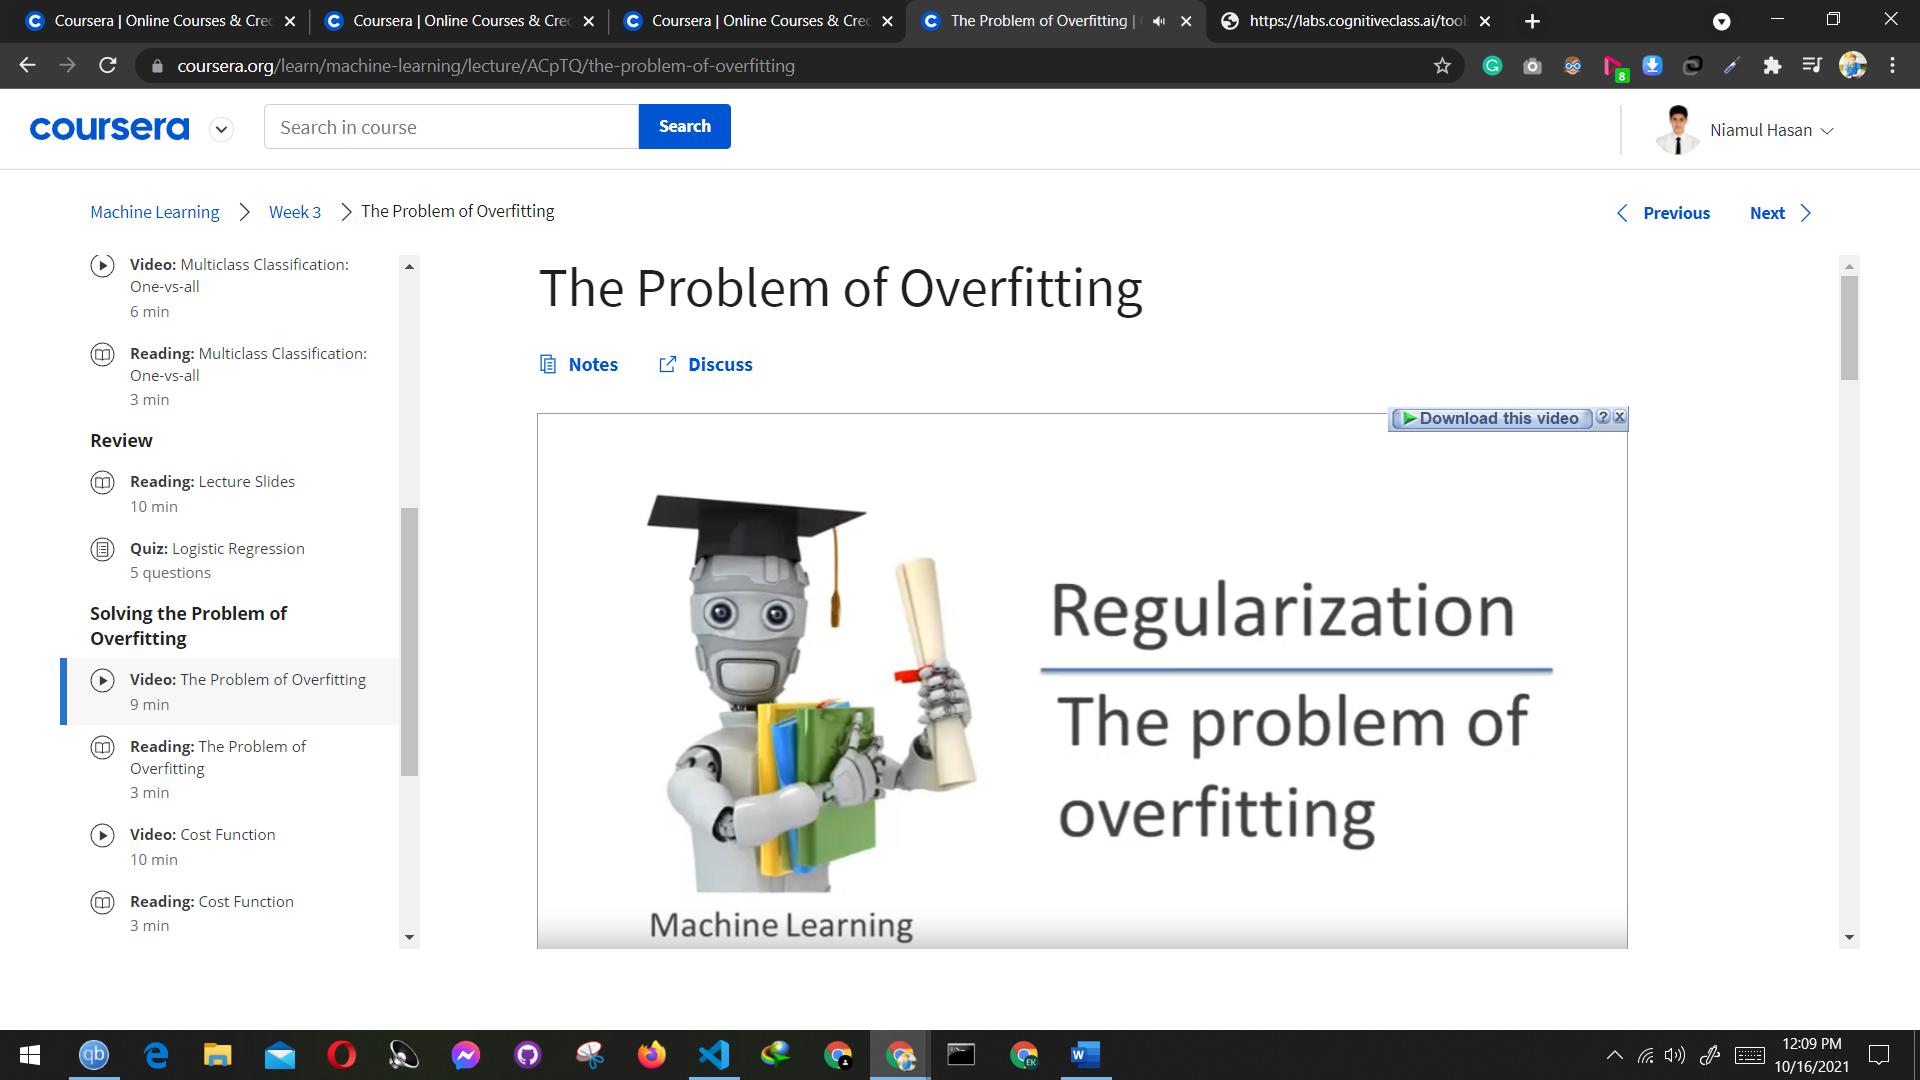 Coursera | Online Courses & Cre
Coursera | Online Courses & Cre
Coursera | Online Courses & Cre
The Problem of Overfitting |
https://labs.cognitiveclass.ai/tool
coursera.org/learn/machine-learning/lecture/ACpTQ/the-problem-of-overfitting
8
coursera
Search in course
Search
Niamul Hasan
Machine Learning
Week 3
The Problem of Overfitting
Previous
Next
Video: Multiclass Classification:
One-vs-all
6 min
Reading: Multiclass Classification:
One-vs-all
3 min
Review
Reading: Lecture Slides
10 min
Quiz: Logistic Regression
5 questions
Solving the Problem of
Overfitting
Video: The Problem of Overfitting
9 min
Reading: The Problem of
Overfitting
3 min
Video: Cost Function
10 min
Reading: Cost Function
3 min
The Problem of Overfitting
Notes
Discuss
Download this video
Regularization
The problem of
overfitting
Machine Learning
qb
EK
W
12:09 PM
10/16/2021